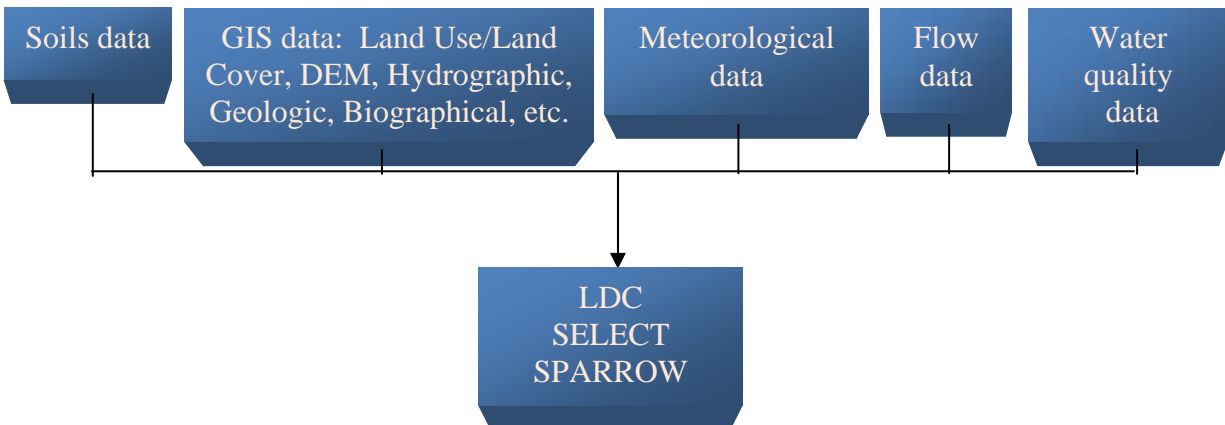 Soils data
GIS data:  Land Use/Land
Cover, DEM, Hydrographic,
Geologic, Biographical, etc.
Meteorological
data
Flow
data
Water
quality
data
LDC
SELECT
SPARROW